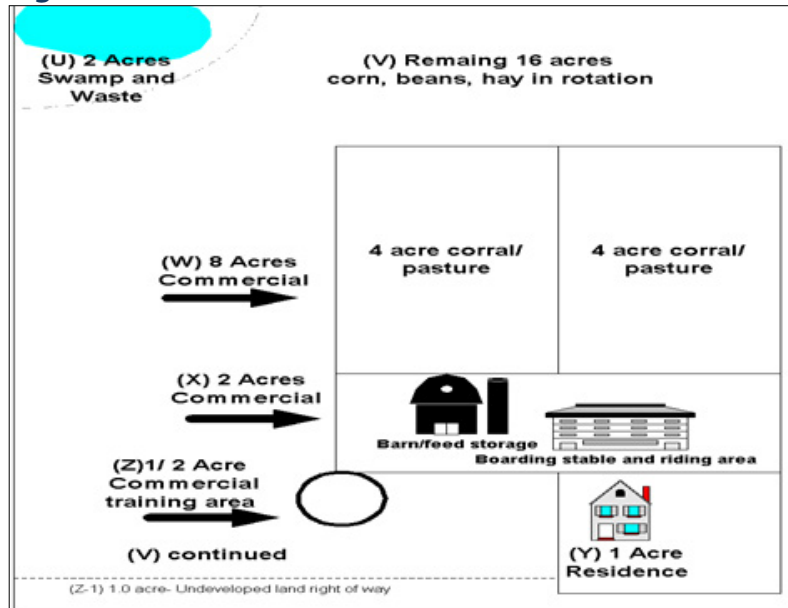 (U) 2 Acres
Swamp and
Waste
(V) Remaing 16 acres
corn, beans, hay in rotation
4 acre corral/
pasture
4 acre corral/
pasture
(W) 8 Acres
Commercial
(X) 2 Acres
Commercial
Barn/feed storage
Boarding stable and riding area
(Z)1/ 2 Acre
Commercial
training area
(V) continued
(Y) 1 Acre
Residence
(Z-1) 1.0 acre- Undeveloped land right of way